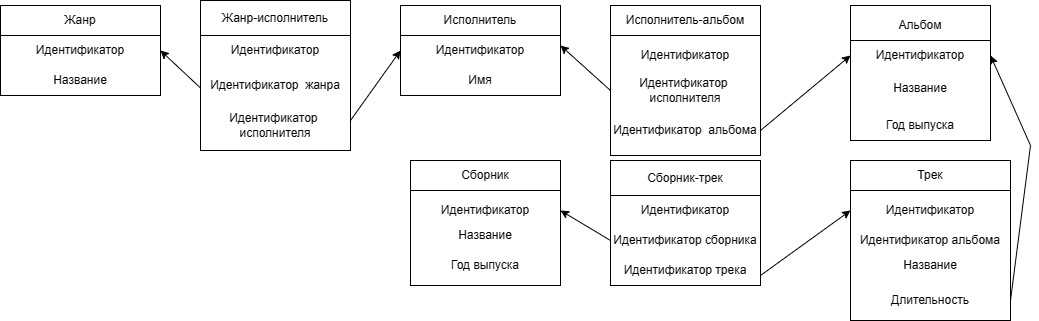 Жанр
Идентификатор
Название
Жанр-исполнитель
Идентификатор
Идентификатор жанра
Идентификатор
исполнителя
Исполнитель
Идентификатор
Имя
Исполнитель-альбом
Идентификатор
Идентификатор
исполнителя
Идентификатор альбома
Альбом
Идентификатор
Название
Год выпуска
Сборник
Идентификатор
Название
Год выпуска
Сборник-трек
Идентификатор
Идентификатор сборника
Идентификатор трека
Трек
Идентификатор
Идентификатор альбома
Название
Длительность